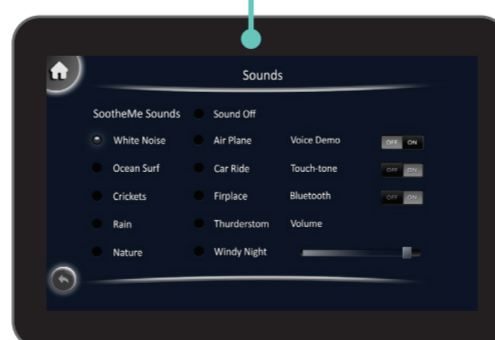 Sounds
SootheMe Sounds Sound Off
White Noise Air Plane Voice Demo OFF ON
Ocean Surf Car Ride Touch-tone OFF ON
Crickets Firplace Bluetooth OFF ON
Rain Thurderstom Volume
Nature Windy Night